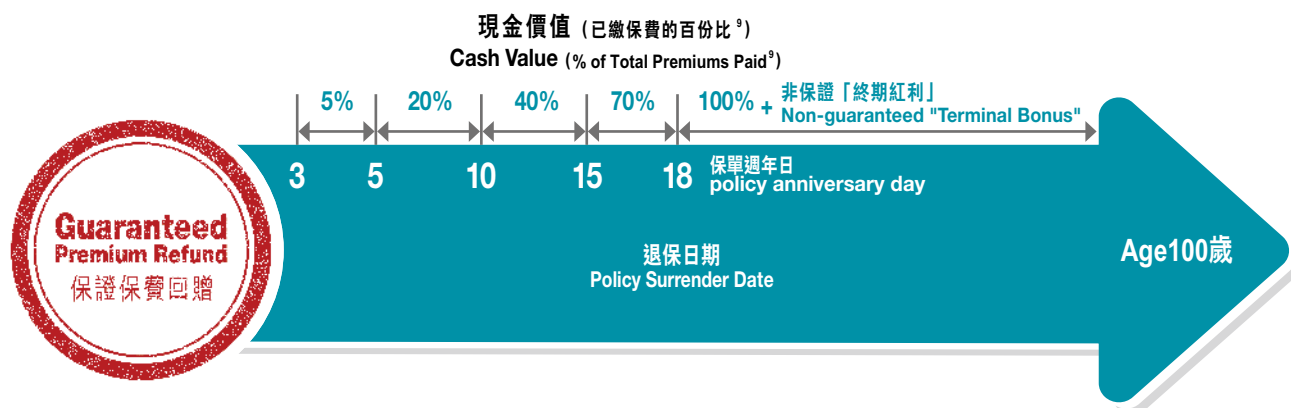 現金價值 (已繳保費的百份比⁹)
Cash Value (% of Total Premiums Paid⁹)
5% 20% 40% 70% 100% + 非保證「終期紅利」
Non-guaranteed "Terminal Bonus"
3 5 10 15 18 保單週年日
policy anniversary day
Guaranteed
Premium Refund
保證保費回贈
退保日期
Policy Surrender Date
Age100歲